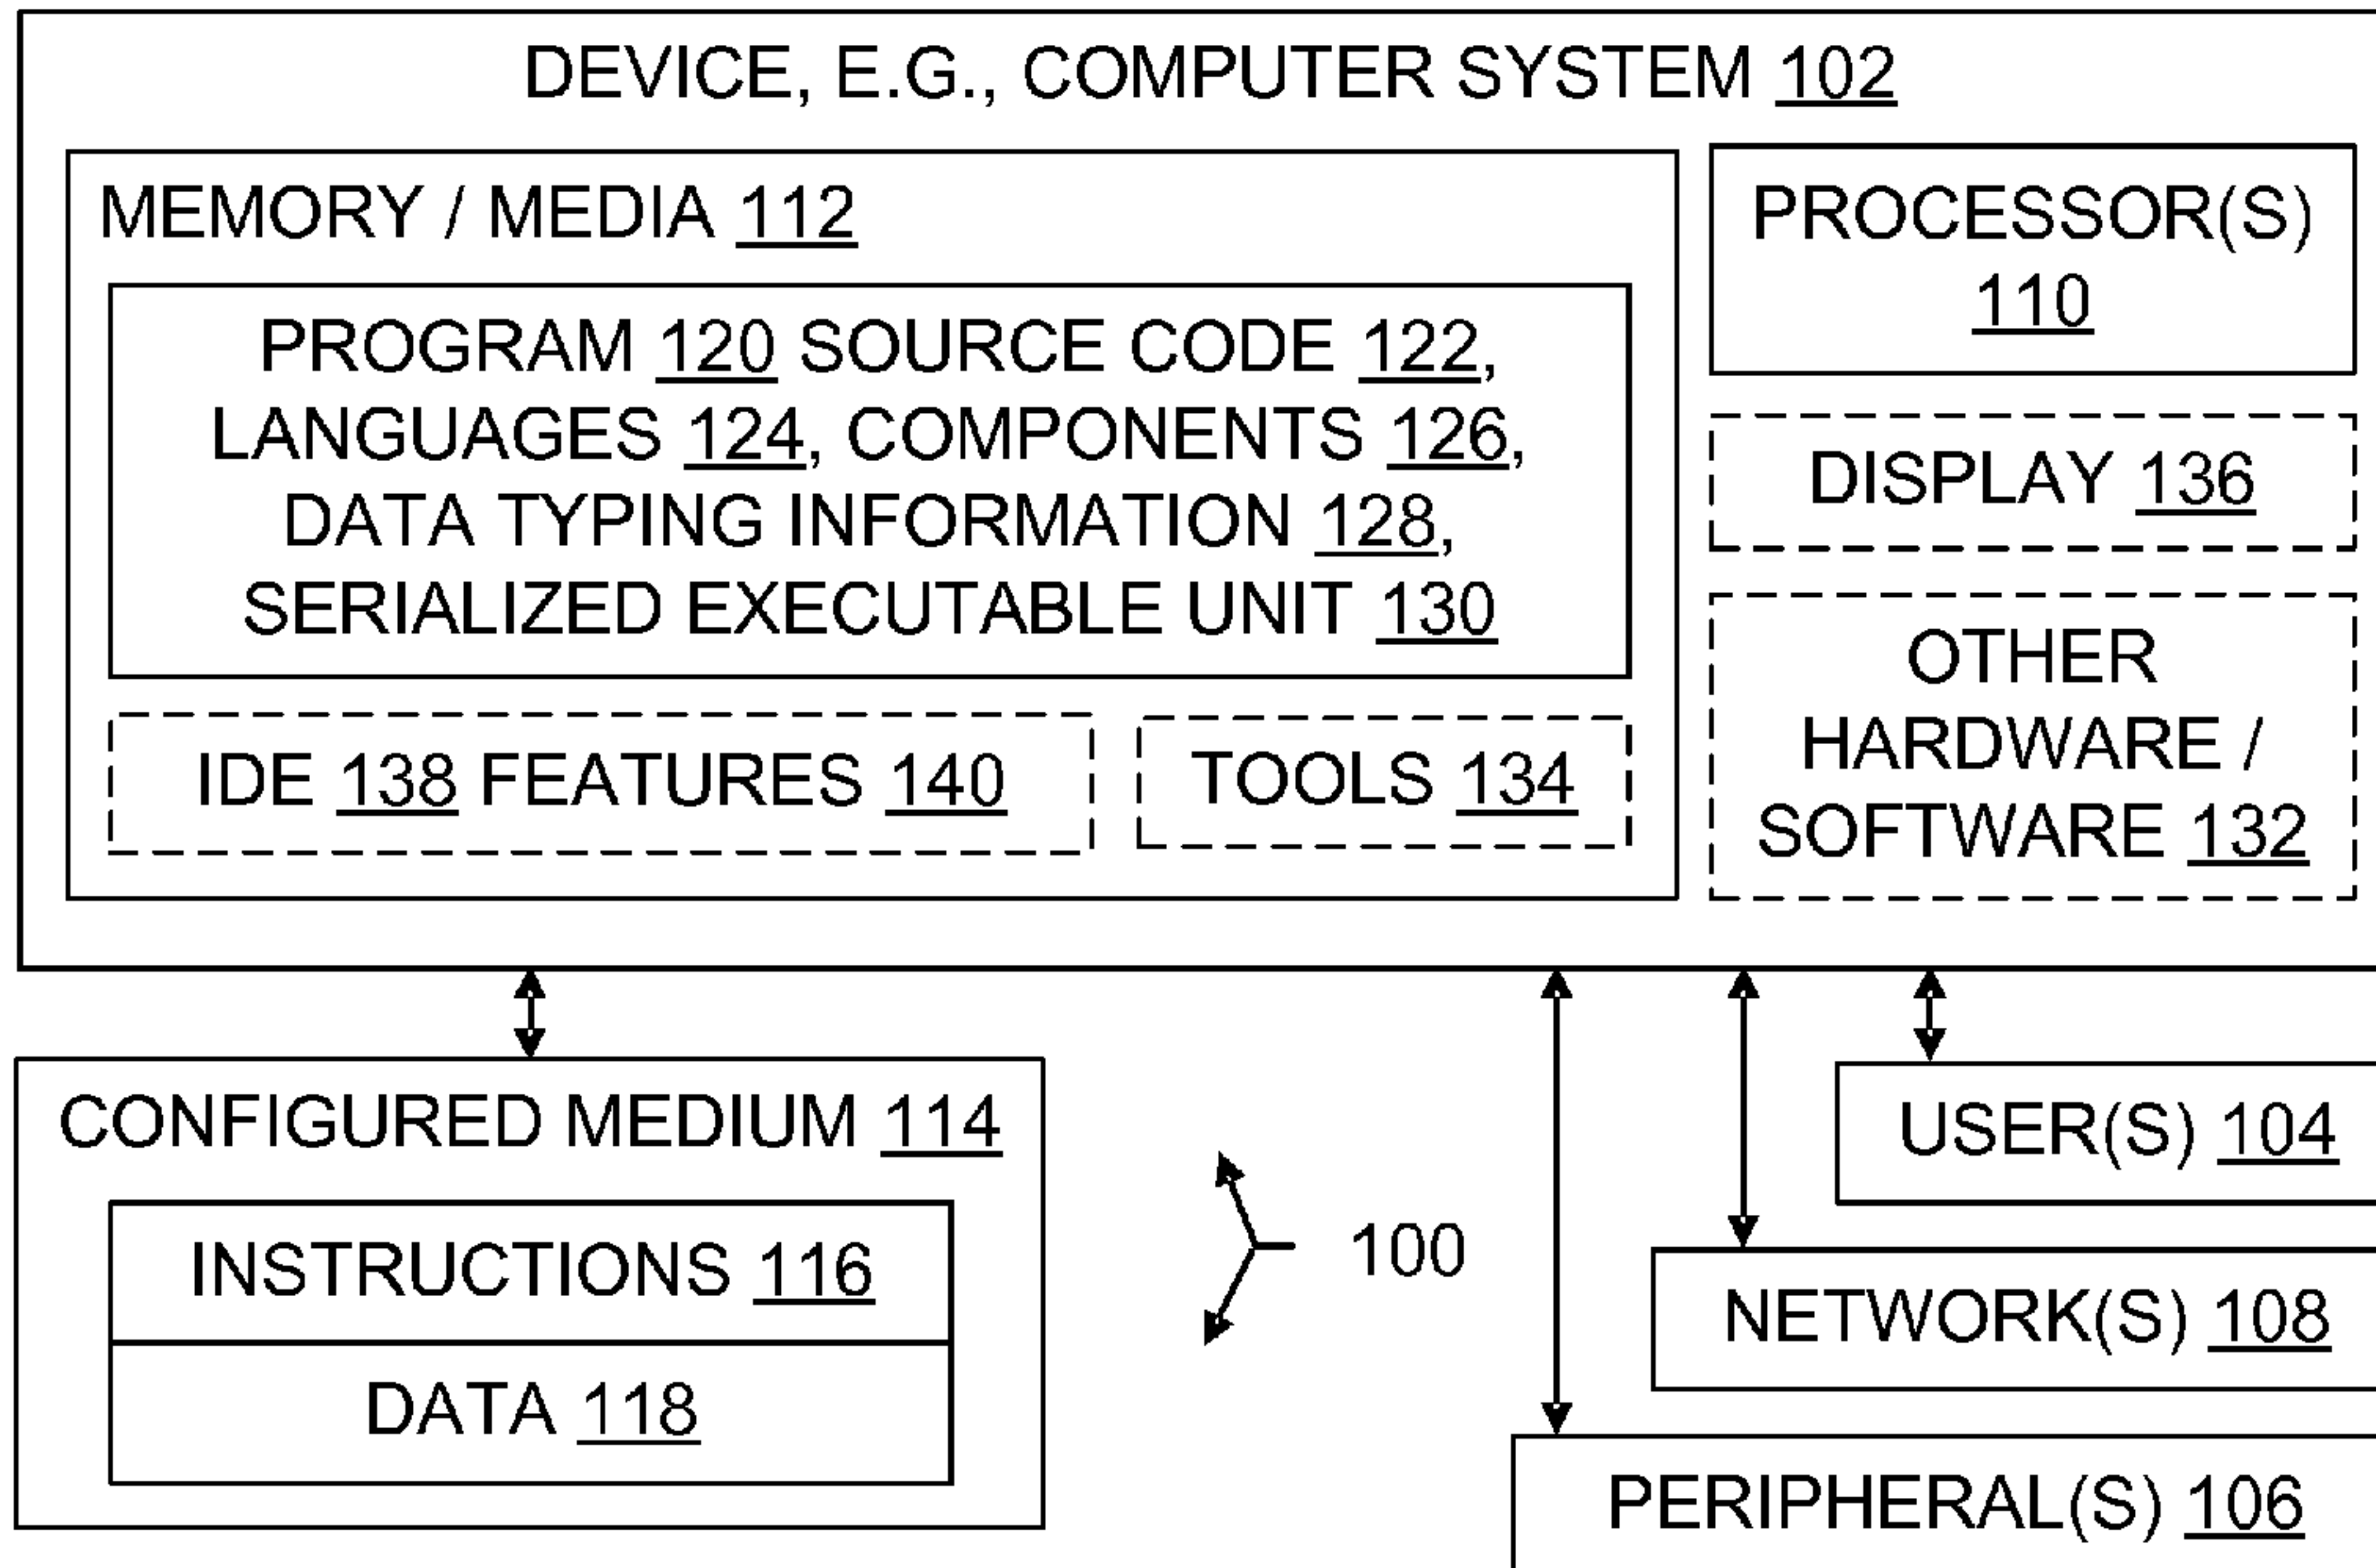 DEVICE, E.G., COMPUTER SYSTEM 102
MEMORY / MEDIA 112
PROGRAM 120 SOURCE CODE 122,
LANGUAGES 124, COMPONENTS 126,
DATA TYPING INFORMATION 128,
SERIALIZED EXECUTABLE UNIT 130
IDE 138 FEATURES 140
TOOLS 134
PROCESSOR(S)
110
DISPLAY 136
OTHER
HARDWARE /
SOFTWARE 132
CONFIGURED MEDIUM 114
INSTRUCTIONS 116
DATA 118
100
USER(S) 104
NETWORK(S) 108
PERIPHERAL(S) 106